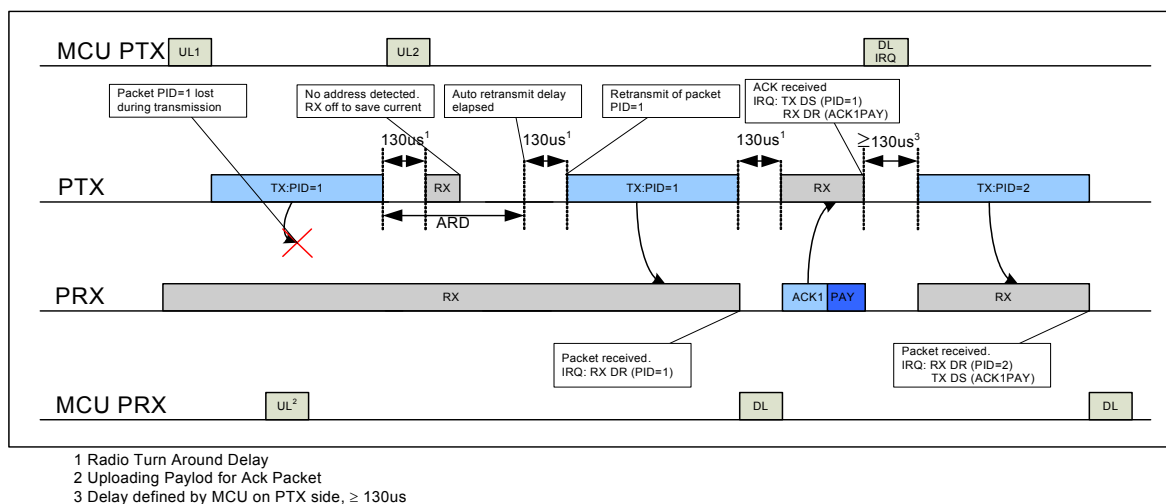 MCU PTX
UL1
UL2
DL
IRQ
Packet PID=1 lost
during transmission
No address detected.
RX off to save current
Auto retransmit delay
elapsed
Retransmit of packet
PID=1
ACK received
IRQ: TX DS (PID=1)
RX DR (ACK1PAY)
130us¹
130us¹
130us¹
≥130us³
PTX
TX:PID=1
RX
TX:PID=1
RX
TX:PID=2
ARD
PRX
RX
ACK1
PAY
RX
Packet received.
IRQ: RX DR (PID=1)
Packet received.
IRQ: RX DR (PID=2)
TX DS (ACK1PAY)
MCU PRX
UL²
DL
DL
1 Radio Turn Around Delay
2 Uploading Paylod for Ack Packet
3 Delay defined by MCU on PTX side, ≥ 130us